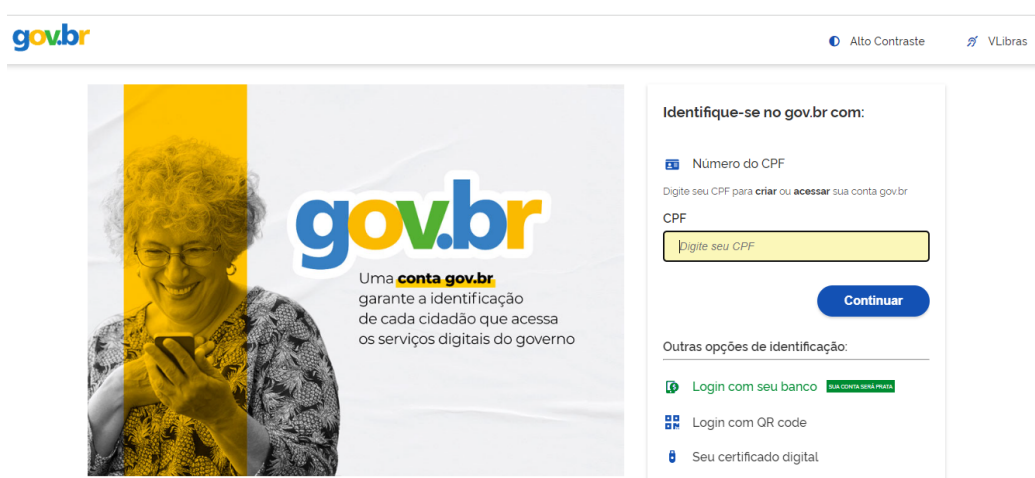 gov.br
Alto Contraste
VLibras
gov.br
Uma conta gov.br
garante a identificação
de cada cidadão que acessa
os serviços digitais do governo
Identifique-se no gov.br com:
Número do CPF
Digite seu CPF para criar ou acessar sua conta gov.br
CPF
Digite seu CPF
Continuar
Outras opções de identificação:
Login com seu banco SUA CONTA SERÁ PRATA
Login com QR code
Seu certificado digital